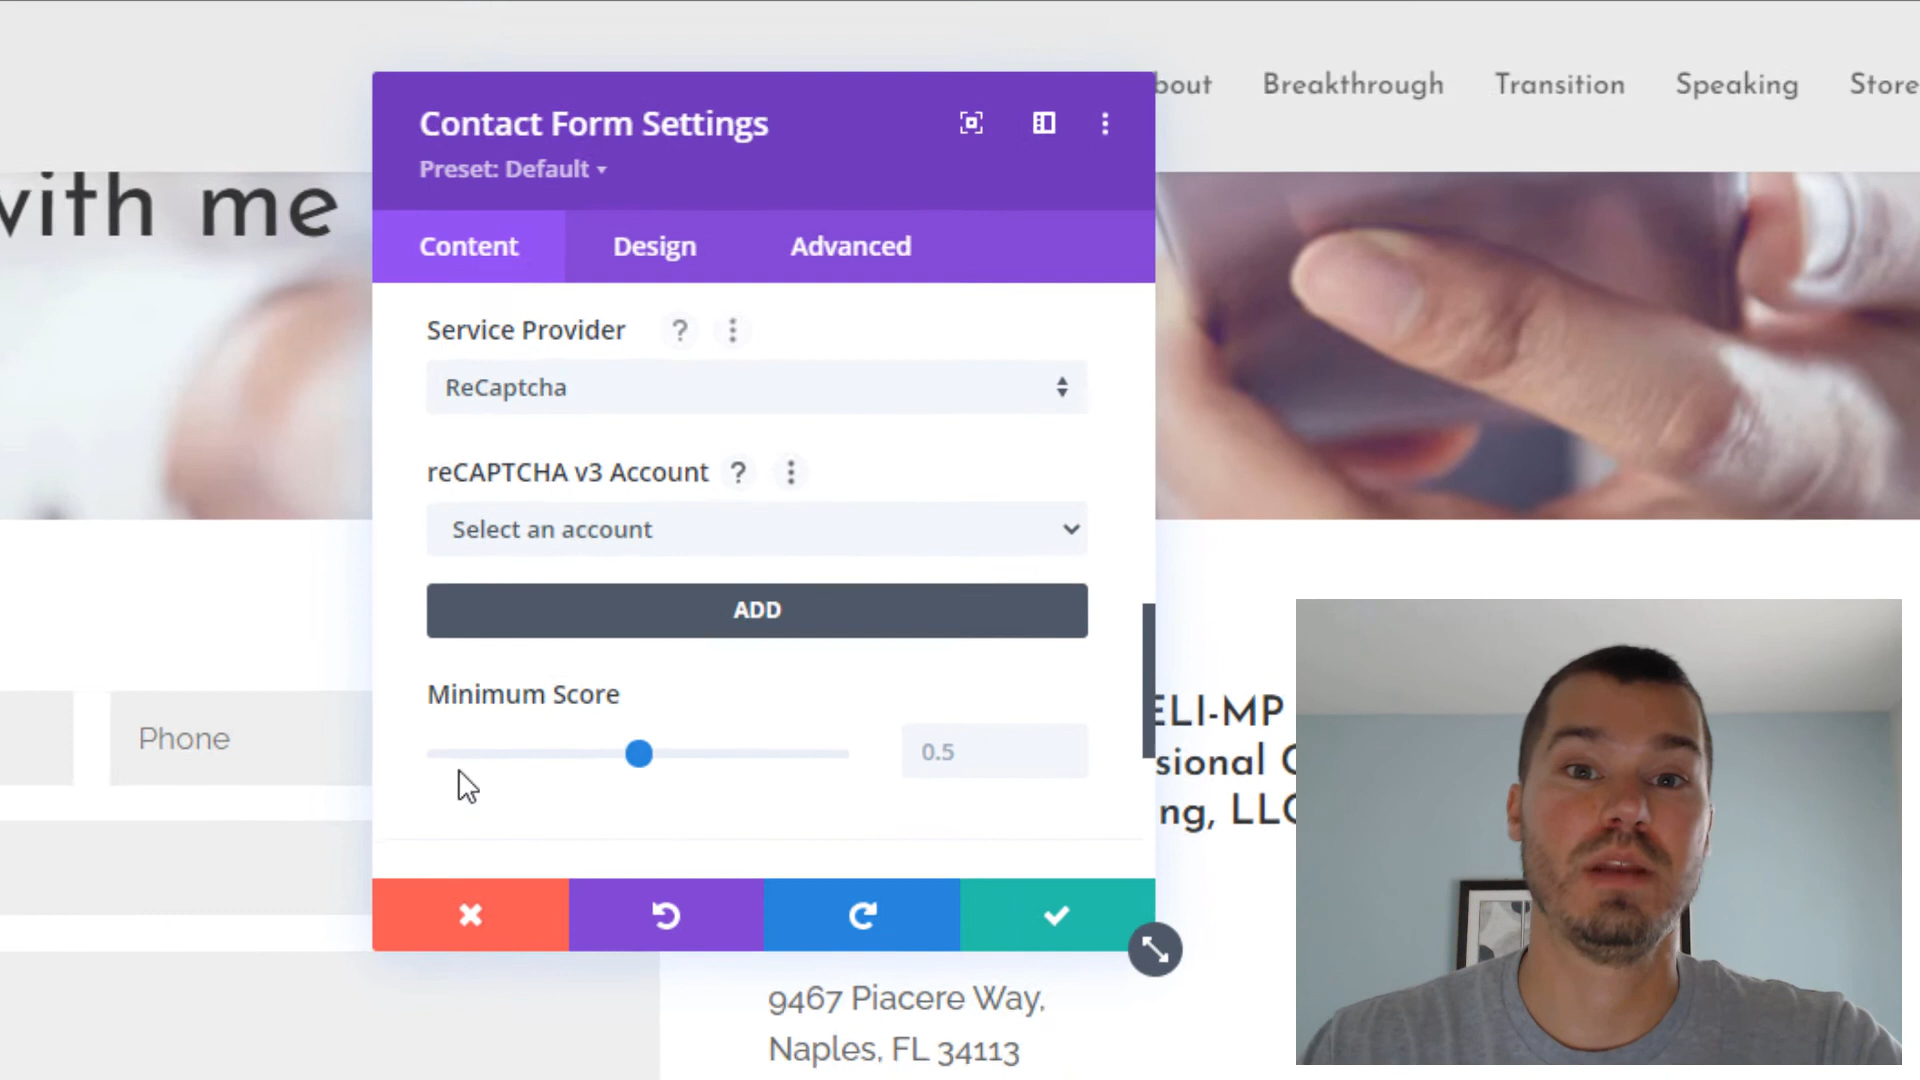 bout Breakthrough Transition Speaking Store
with me
Contact Form Settings
Preset: Default
Content Design Advanced
Service Provider ?
ReCaptcha
reCAPTCHA v3 Account ?
Select an account
ADD
Minimum Score
0.5
Phone
ELI-MP
sional C
ng, LLC
9467 Piacere Way,
Naples, FL 34113